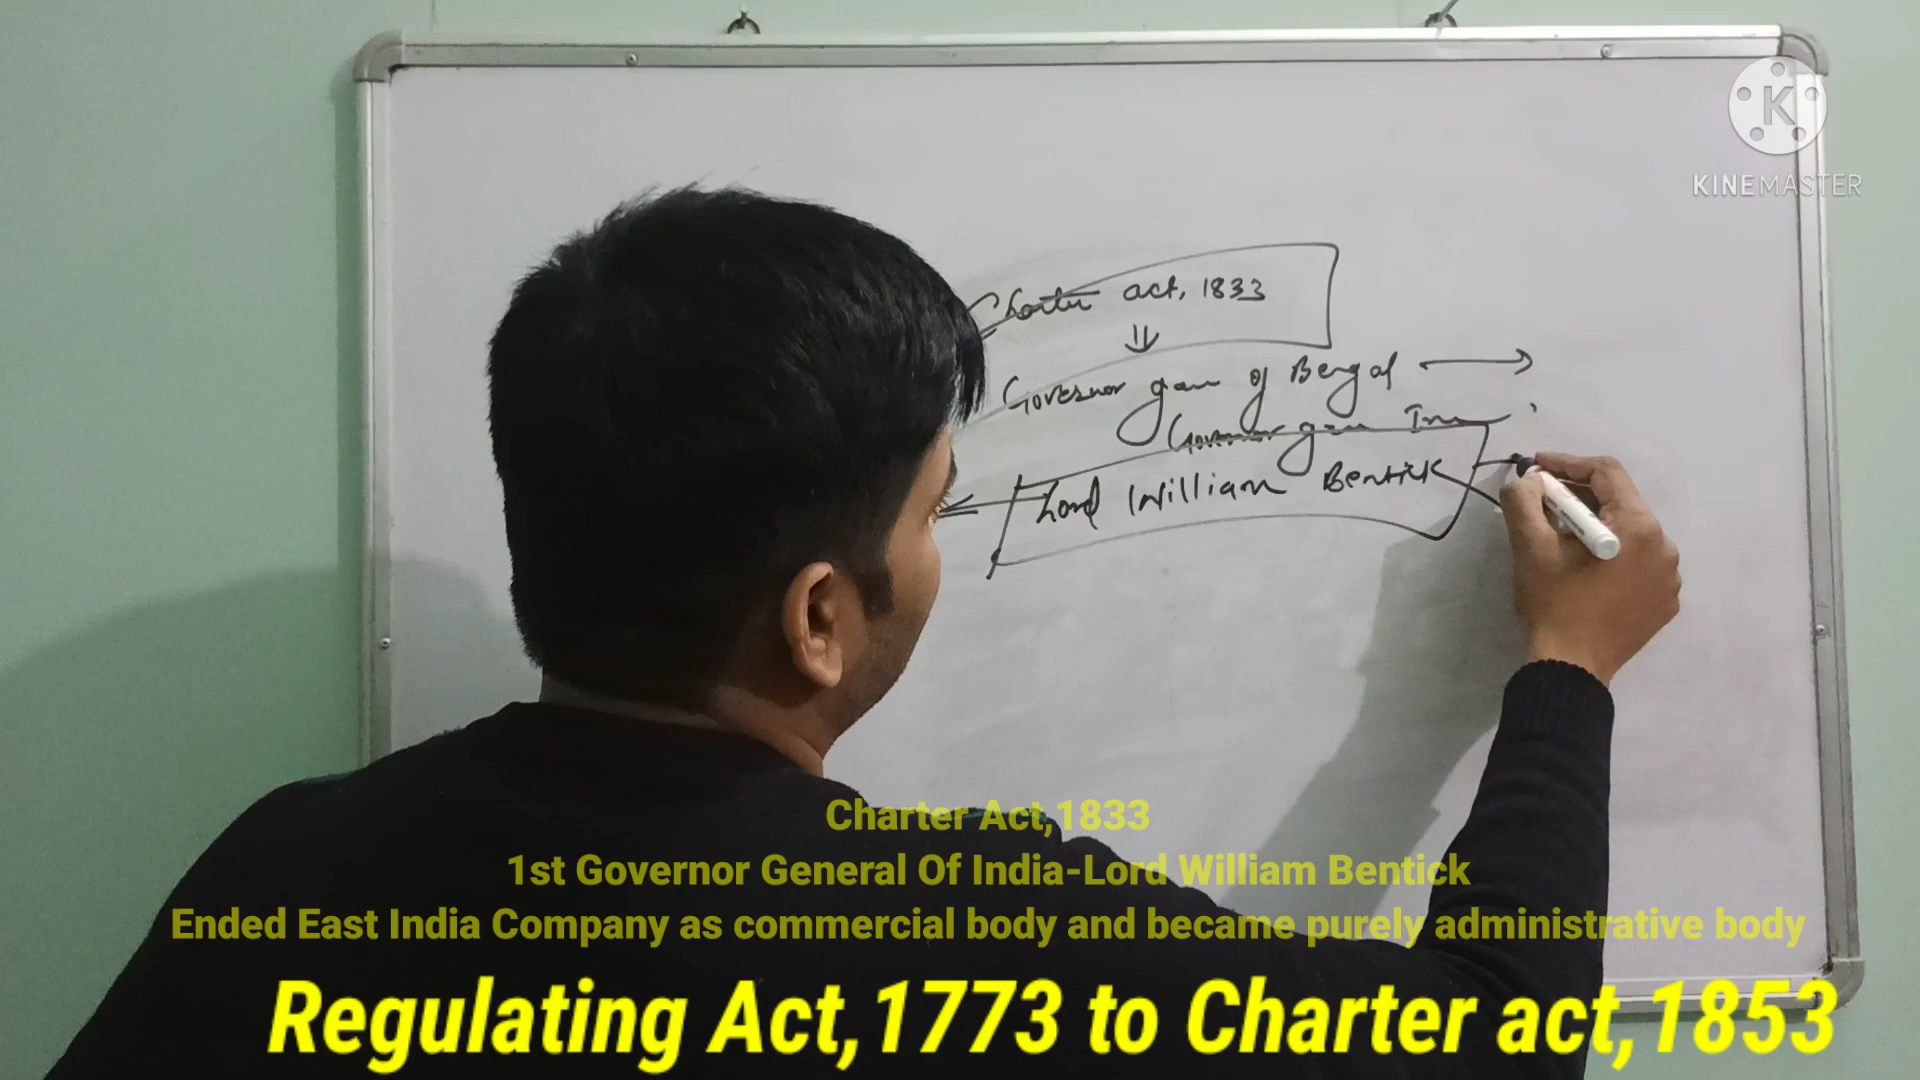 KINEMASTER
Charter act, 1833
Governor gen of Bengal
Governor gen
Lord William Bentick
Charter Act,1833
1st Governor General Of India-Lord William Bentick
Ended East India Company as commercial body and became purely administrative body
Regulating Act,1773 to Charter act,1853